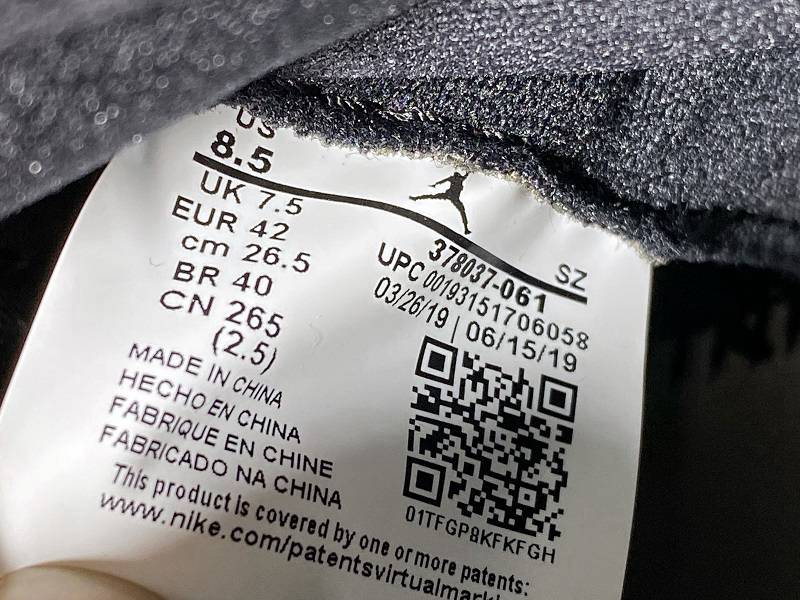 US
8.5
UK 7.5
EUR 42
cm 26.5
BR 40
CN 265
(2.5)
MADE IN CHINA
HECHO EN CHINA
FABRIQUE EN CHINE
FABRICADO NA CHINA
This product is covered by one or more patents:
www.nike.com/patentsvirtualmarki
SZ
378037-061
UPC 00193151706058
03/26/19 | 06/15/19
01TFGP8KFKFGH